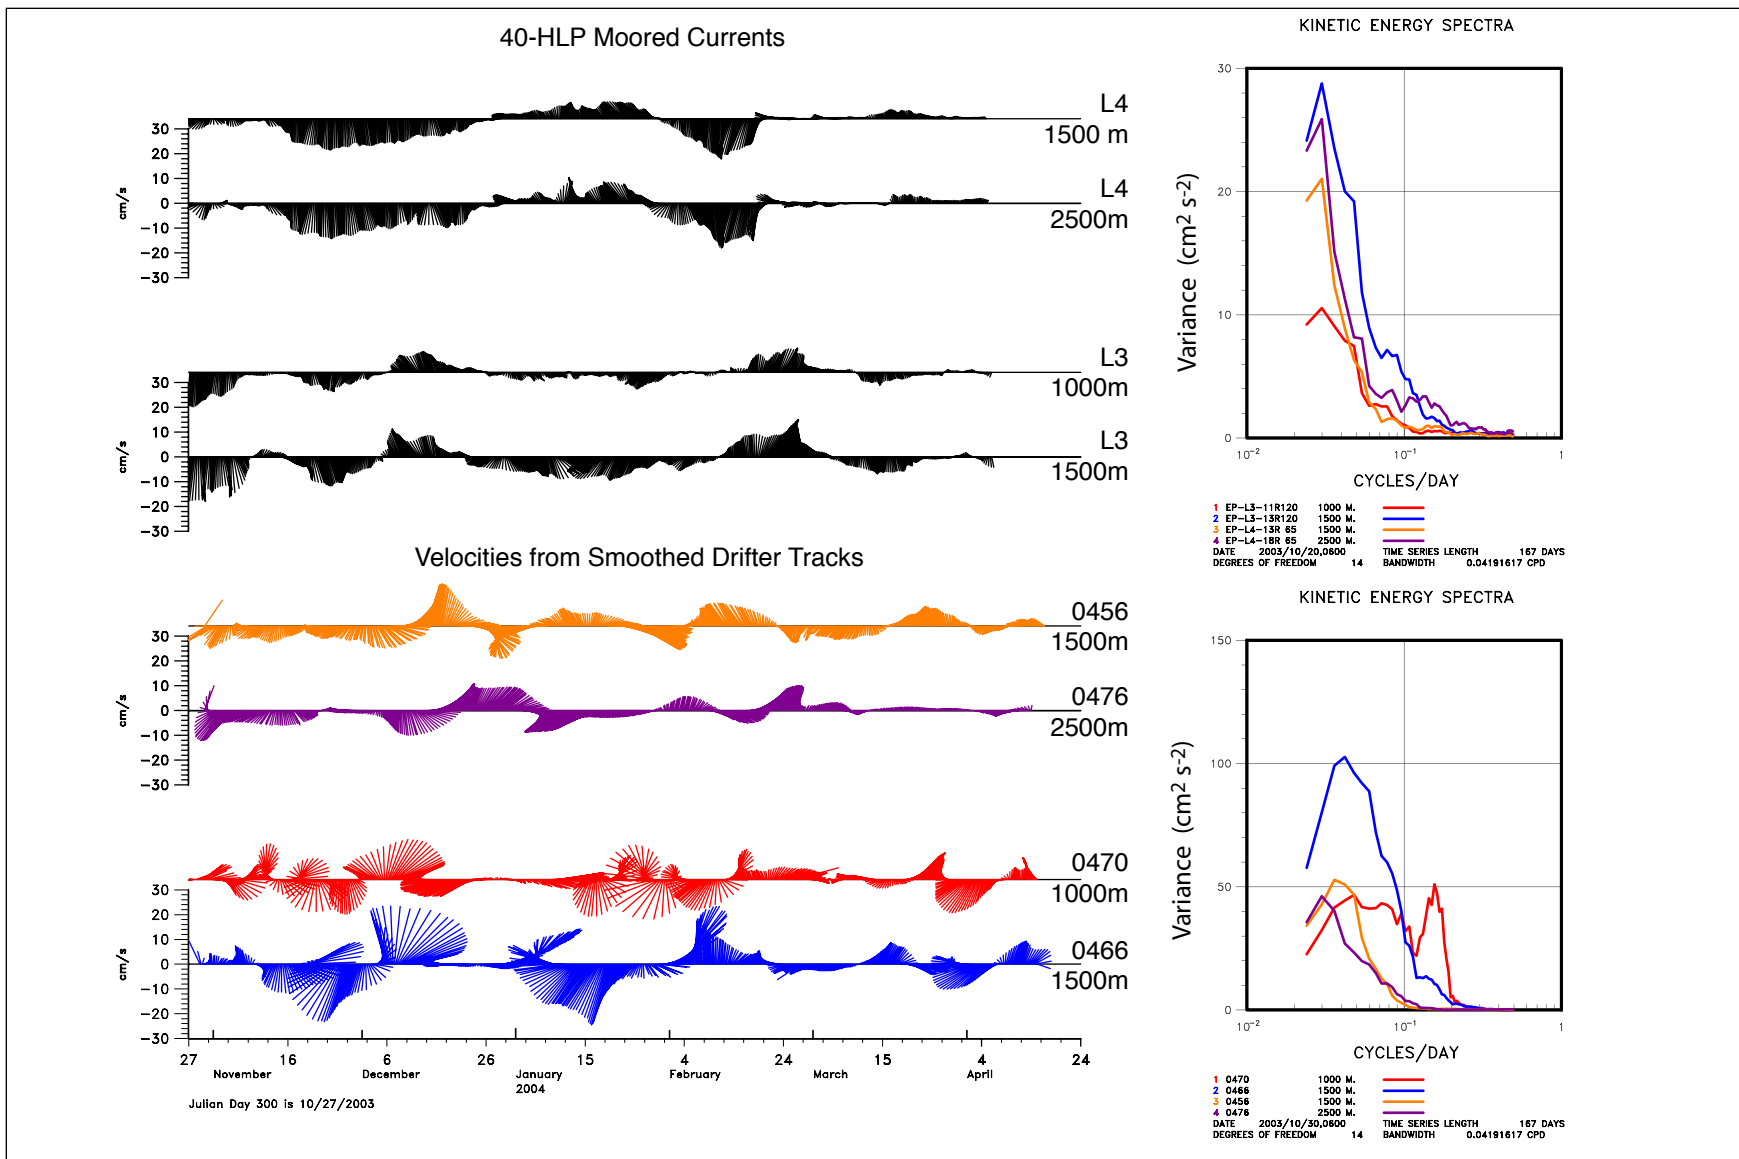 40-HLP Moored Currents
L4
1500 m
30
20
10
0
-10
-20
-30
cm/s
L4
2500m
L3
1000m
30
20
10
0
-10
-20
-30
cm/s
L3
1500m
Velocities from Smoothed Drifter Tracks
0456
1500m
30
20
10
0
-10
-20
-30
cm/s
0476
2500m
0470
1000m
30
20
10
0
-10
-20
-30
cm/s
0466
1500m
27 16 6 26 15 4 24 15 4 24
November December January February March April
2004
Julian Day 300 is 10/27/2003
KINETIC ENERGY SPECTRA
30
20
10
0
Variance (cm2 s-2)
10-2 10-1 1
CYCLES/DAY
1 EP-L3-11R120 1000 M.
2 EP-L3-13R120 1500 M.
3 EP-L4-13R 65 1500 M.
4 EP-L4-18R 65 2500 M.
DATE 2003/10/20,0600 TIME SERIES LENGTH 167 DAYS
DEGREES OF FREEDOM 14 BANDWIDTH 0.04191617 CPD
KINETIC ENERGY SPECTRA
150
100
50
0
Variance (cm2 s-2)
10-2 10-1 1
CYCLES/DAY
1 0470 1000 M.
2 0466 1500 M.
3 0456 1500 M.
4 0476 2500 M.
DATE 2003/10/30,0600 TIME SERIES LENGTH 167 DAYS
DEGREES OF FREEDOM 14 BANDWIDTH 0.04191617 CPD